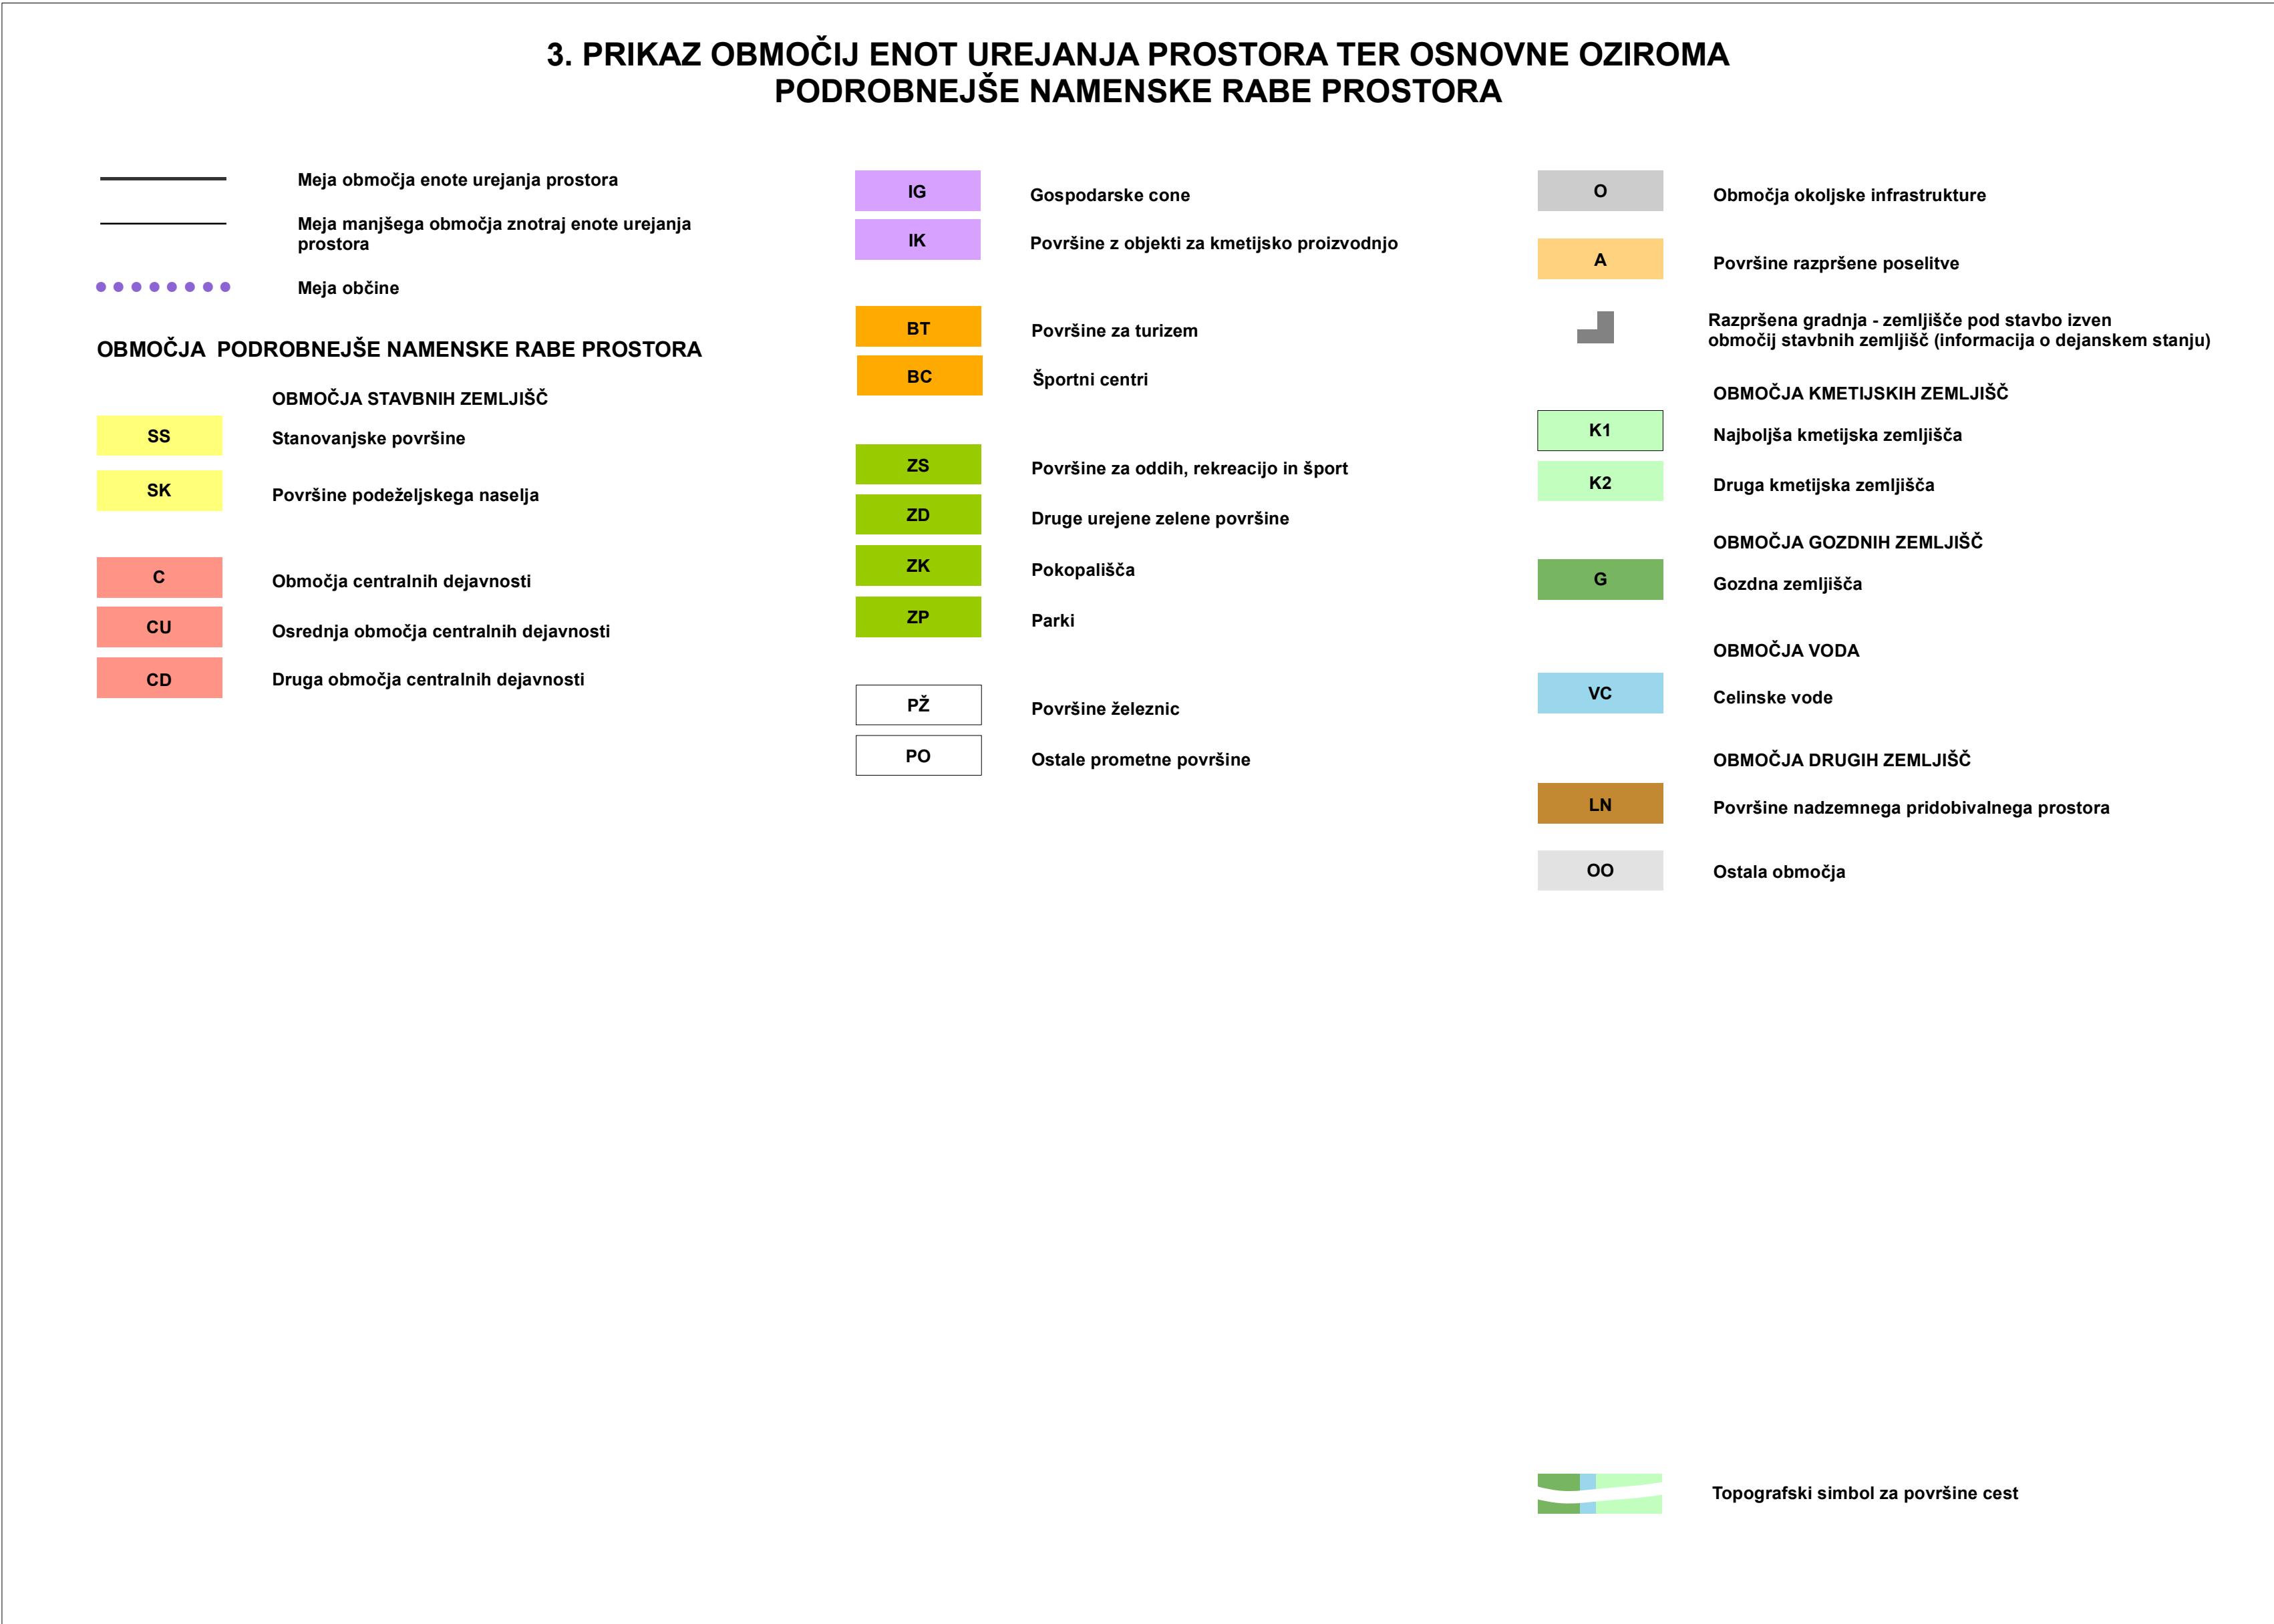 3. PRIKAZ OBMOČIJ ENOT UREJANJA PROSTORA TER OSNOVNE OZIROMA
PODROBNEJŠE NAMENSKE RABE PROSTORA
Meja območja enote urejanja prostora
Meja manjšega območja znotraj enote urejanja
prostora
Meja občine
OBMOČJA PODROBNEJŠE NAMENSKE RABE PROSTORA
OBMOČJA STAVBNIH ZEMLJIŠČ
SS Stanovanjske površine
SK Površine podeželjskega naselja
C Območja centralnih dejavnosti
CU Osrednja območja centralnih dejavnosti
CD Druga območja centralnih dejavnosti
IG Gospodarske cone
IK Površine z objekti za kmetijsko proizvodnjo
BT Površine za turizem
BC Športni centri
ZS Površine za oddih, rekreacijo in šport
ZD Druge urejene zelene površine
ZK Pokopališča
ZP Parki
PŽ Površine železnic
PO Ostale prometne površine
O Območja okoljske infrastrukture
A Površine razpršene poselitve
Razpršena gradnja - zemljišče pod stavbo izven
območij stavbnih zemljišč (informacija o dejanskem stanju)
OBMOČJA KMETIJSKIH ZEMLJIŠČ
K1 Najboljša kmetijska zemljišča
K2 Druga kmetijska zemljišča
OBMOČJA GOZDNIH ZEMLJIŠČ
G Gozdna zemljišča
OBMOČJA VODA
VC Celinske vode
OBMOČJA DRUGIH ZEMLJIŠČ
LN Površine nadzemnega pridobivalnega prostora
OO Ostala območja
Topografski simbol za površine cest